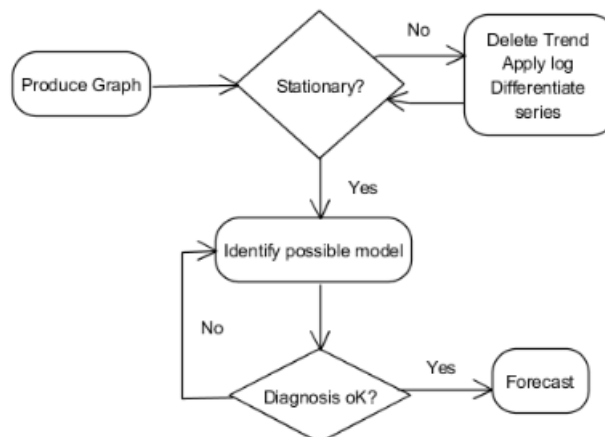 Produce Graph
Stationary?
No
Delete Trend
Apply log
Differentiate
series
Yes
Identify possible model
No
Diagnosis oK?
Yes
Forecast